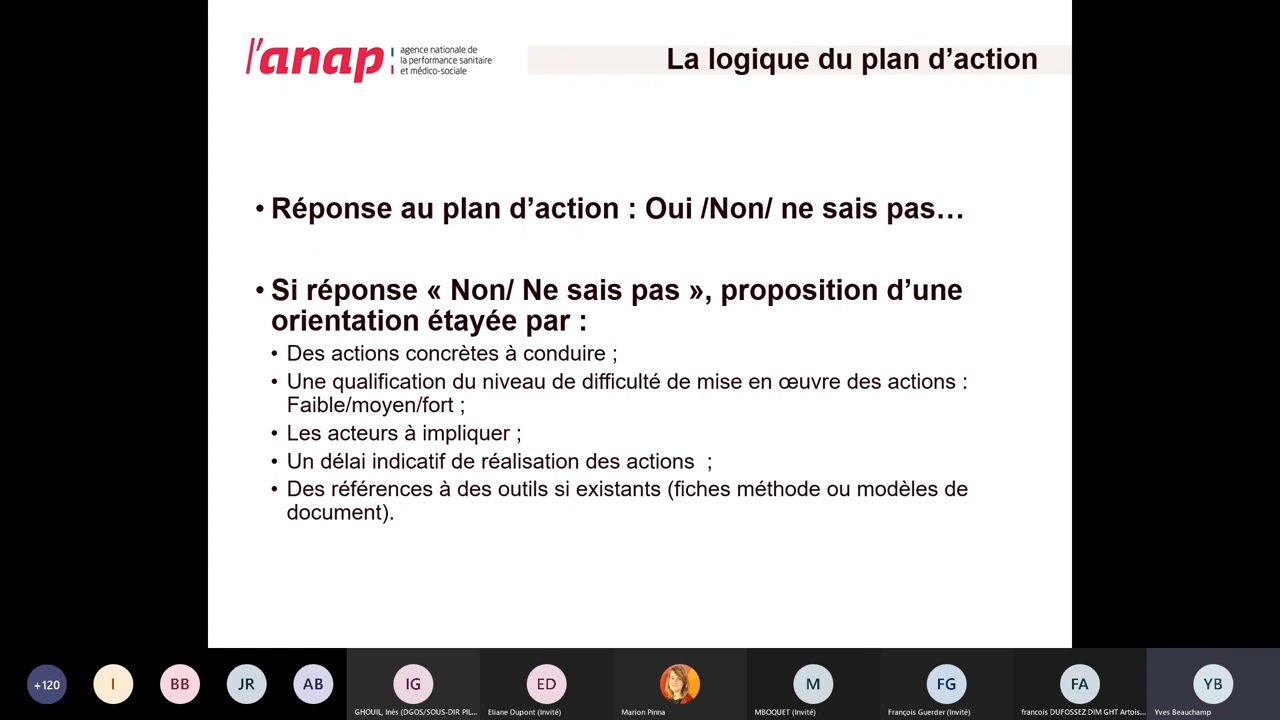 l'anap
agence nationale de
la performance sanitaire
et médico-sociale
La logique du plan d’action
• Réponse au plan d’action : Oui /Non/ ne sais pas…
• Si réponse « Non/ Ne sais pas », proposition d’une
orientation étayée par :
• Des actions concrètes à conduire ;
• Une qualification du niveau de difficulté de mise en œuvre des actions :
Faible/moyen/fort ;
• Les acteurs à impliquer ;
• Un délai indicatif de réalisation des actions  ;
• Des références à des outils si existants (fiches méthode ou modèles de
document).
+120
I
BB
JR
AB
IG
ED
M
FG
FA
YB
GHOUIL, Inès (DGOS/SOUS-DIR PIL...
Eliane Dupont (Invité)
Marion Pinna
MBOQUET (Invité)
François Guerder (Invité)
francois DUFOSSEZ DIM GHT Artois...
Yves Beauchamp